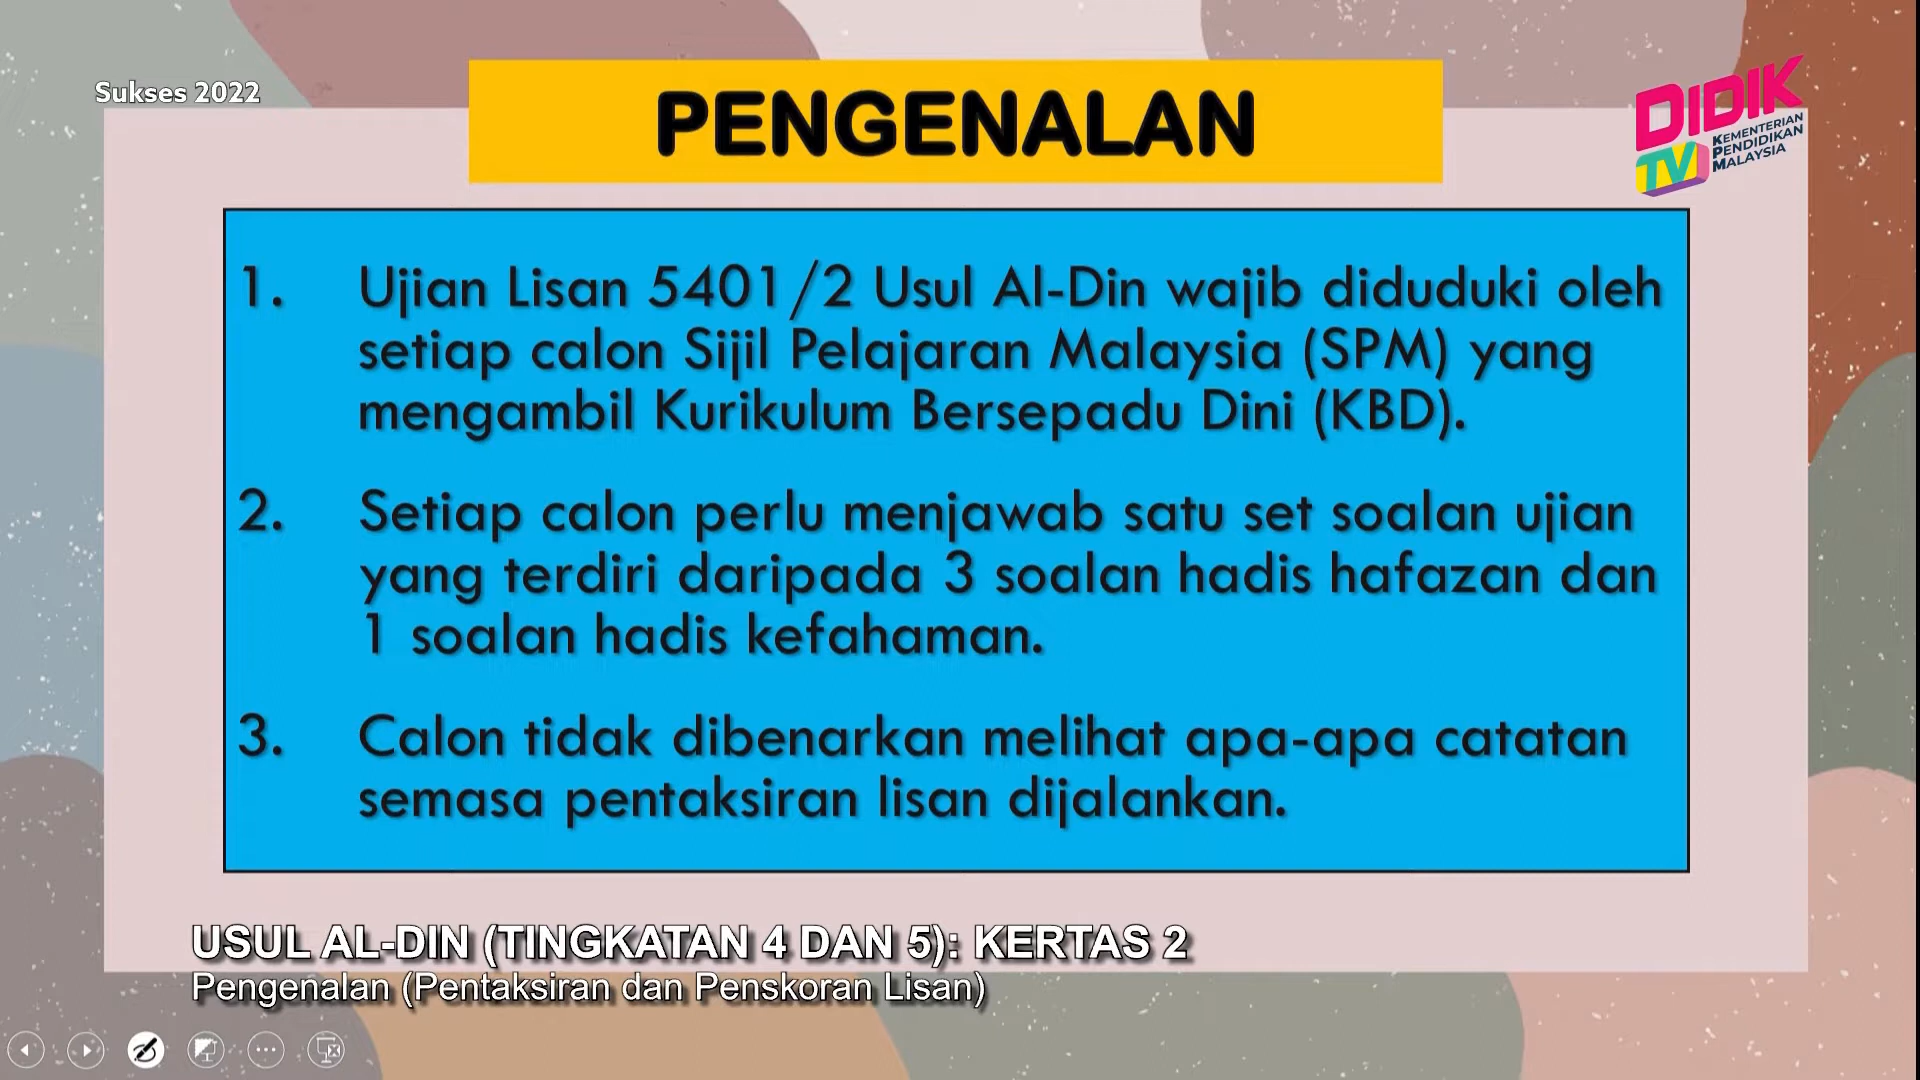 Sukses 2022
PENGENALAN
DIDIK
TV
KEMENTERIAN
PENDIDIKAN
MALAYSIA
1. Ujian Lisan 5401/2 Usul Al-Din wajib diduduki oleh
setiap calon Sijil Pelajaran Malaysia (SPM) yang
mengambil Kurikulum Bersepadu Dini (KBD).
2. Setiap calon perlu menjawab satu set soalan ujian
yang terdiri daripada 3 soalan hadis hafazan dan
1 soalan hadis kefahaman.
3. Calon tidak dibenarkan melihat apa-apa catatan
semasa pentaksiran lisan dijalankan.
USUL AL-DIN (TINGKATAN 4 DAN 5): KERTAS 2
Pengenalan (Pentaksiran dan Penskoran Lisan)